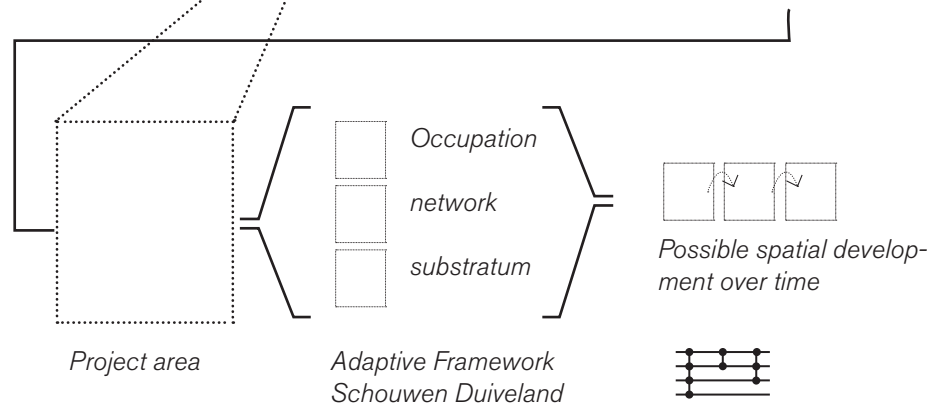 Occupation
network
substratum
Possible spatial develop-
ment over time
Project area
Adaptive Framework
Schouwen Duiveland